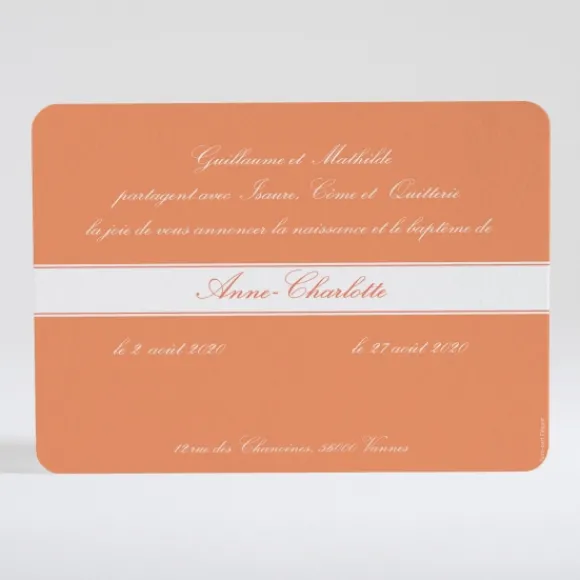 Guillaume et Mathilde
partagent avec Isaure, Côme et Quitterie
la joie de vous annoncer la naissance et le baptême de
Anne-Charlotte
le 2 août 2020 le 27 août 2020
12 rue des Chanoines, 56000 Vannes